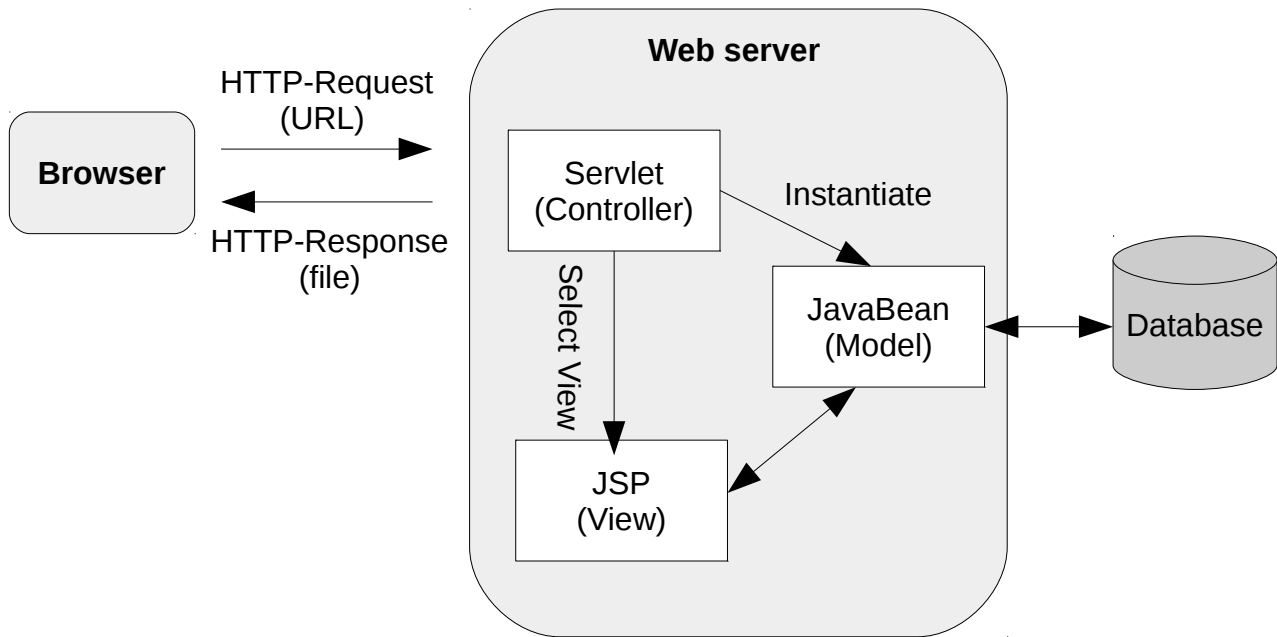 Web server
HTTP-Request
(URL)
Browser
HTTP-Response
(file)
Servlet
(Controller)
Instantiate
Select View
JavaBean
(Model)
Database
JSP
(View)